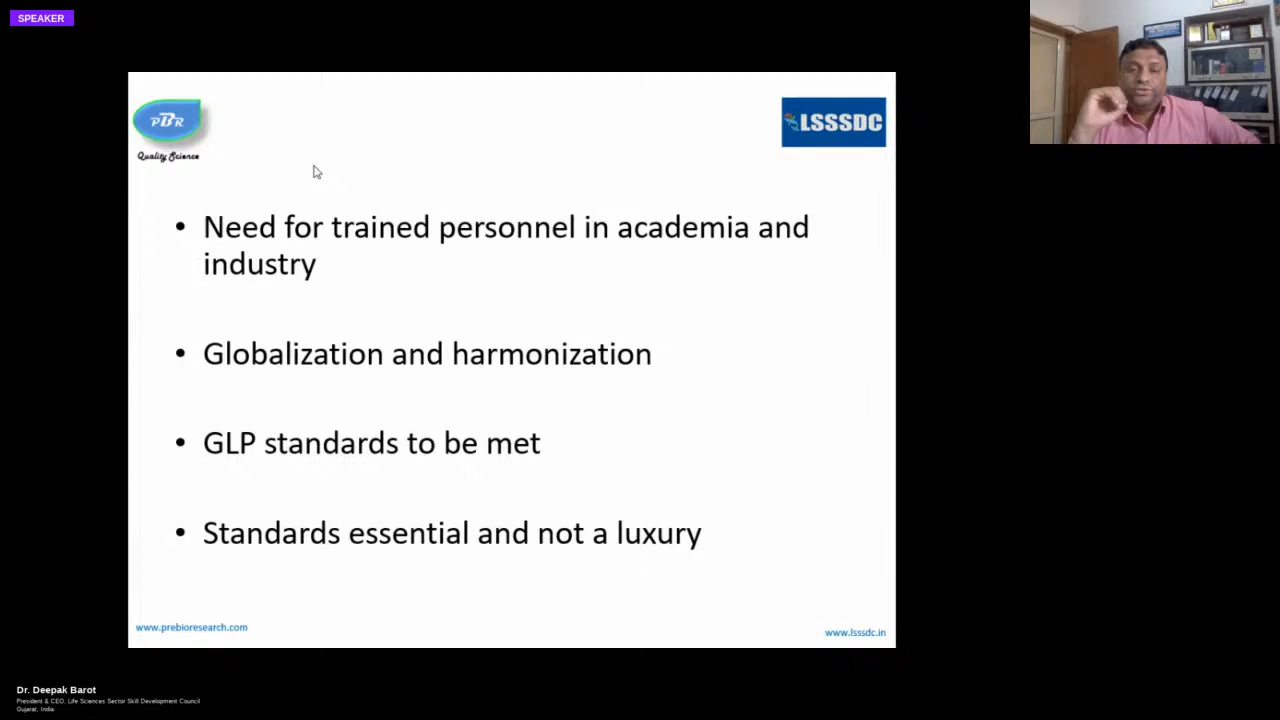 SPEAKER
PBR
Quality Science
LSSSDC
• Need for trained personnel in academia and
industry
• Globalization and harmonization
• GLP standards to be met
• Standards essential and not a luxury
www.prebioresearch.com
www.lsssdc.in
Dr. Deepak Barot
President & CEO, Life Sciences Sector Skill Development Council
Gujarat, India